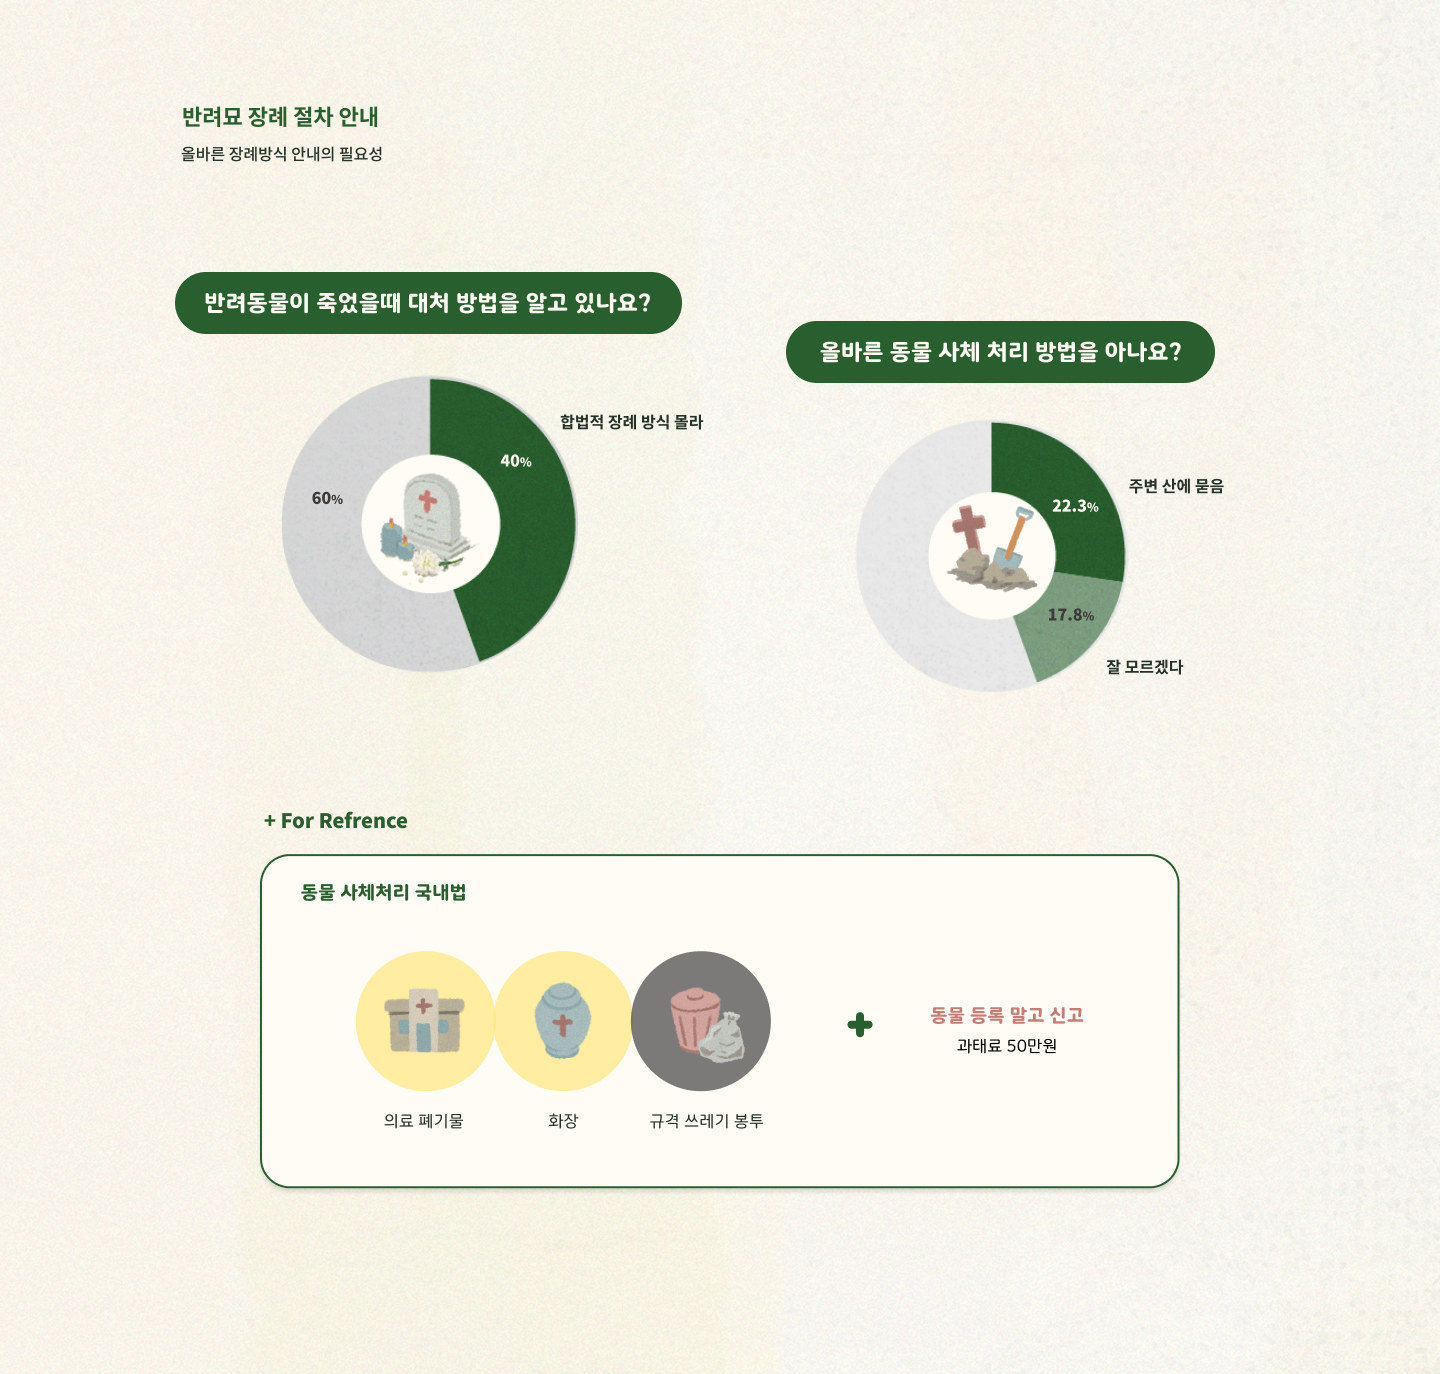 반려묘 장례 절차 안내
올바른 장례방식 안내의 필요성
반려동물이 죽었을때 대처 방법을 알고 있나요?
합법적 장례 방식 몰라
40%
60%
올바른 동물 사체 처리 방법을 아나요?
주변 산에 묻음
22.3%
17.8%
잘 모르겠다
+ For Refrence
동물 사체처리 국내법
의료 폐기물
화장
규격 쓰레기 봉투
동물 등록 말고 신고
과태료 50만원